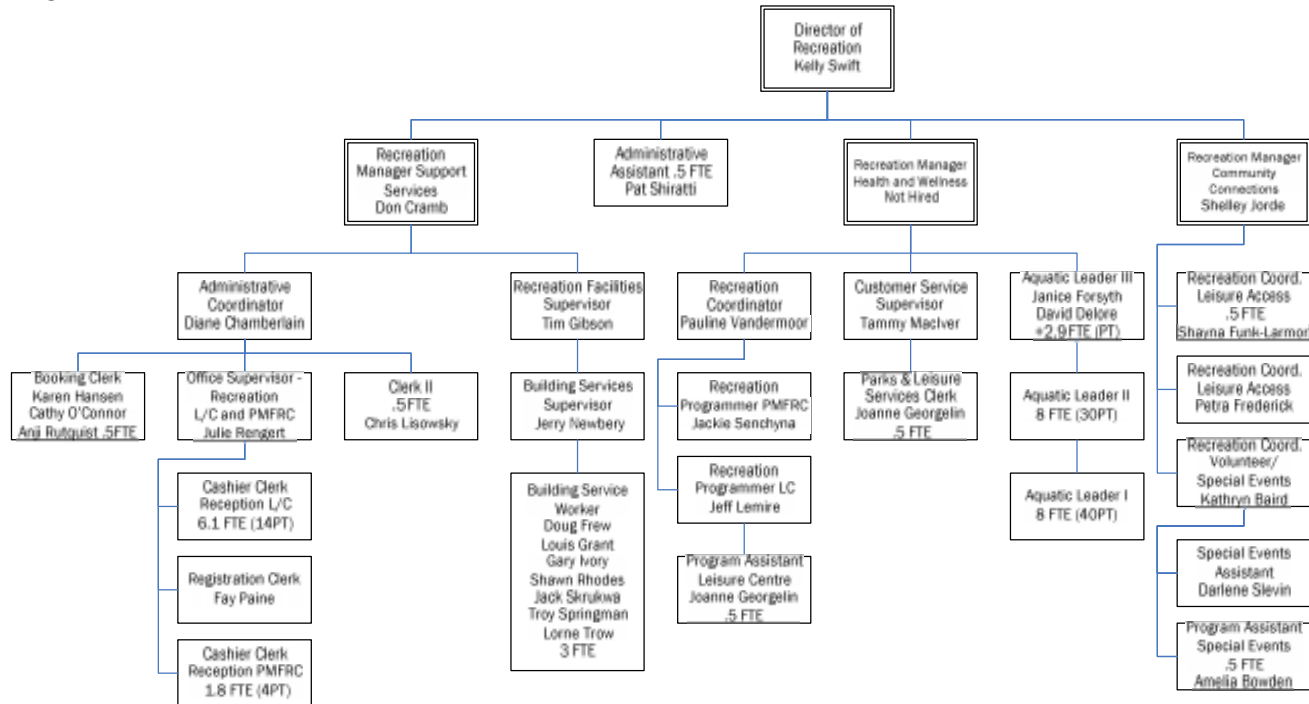 Director of
Recreation
Kelly Swift
Recreation
Manager Support
Services
Don Cramb
Administrative
Assistant .5 FTE
Pat Shiratti
Recreation Manager
Health and Wellness
Not Hired
Recreation Manager
Community
Connections
Shelley Jorde
Administrative
Coordinator
Diane Chamberlain
Recreation Facilities
Supervisor
Tim Gibson
Recreation
Coordinator
Pauline Vandermoor
Customer Service
Supervisor
Tammy MacIver
Aquatic Leader III
Janice Forsyth
David Delore
+2.9FTE (PT)
Recreation Coord.
Leisure Access
.5 FTE
Shayna Funk-Larmon
Booking Clerk
Karen Hansen
Cathy O'Connor
Anji Rutquist .5FTE
Office Supervisor -
Recreation
L/C and PMFRC
Julie Rengert
Clerk II
.5FTE
Chris Lisowsky
Building Services
Supervisor
Jerry Newbery
Recreation
Programmer PMFRC
Jackie Senchyna
Parks & Leisure
Services Clerk
Joanne Georgelin
.5 FTE
Aquatic Leader II
8 FTE (30PT)
Recreation Coord.
Leisure Access
Petra Frederick
Cashier Clerk
Reception L/C
6.1 FTE (14PT)
Building Service
Worker
Doug Frew
Louis Grant
Gary Ivory
Shawn Rhodes
Jack Skrukwa
Troy Springman
Lorne Trow
3 FTE
Recreation
Programmer LC
Jeff Lemire
Aquatic Leader I
8 FTE (40PT)
Recreation Coord.
Volunteer/
Special Events
Kathryn Baird
Registration Clerk
Fay Paine
Program Assistant
Leisure Centre
Joanne Georgelin
.5 FTE
Special Events
Assistant
Darlene Slevin
Cashier Clerk
Reception PMFRC
1.8 FTE (4PT)
Program Assistant
Special Events
.5 FTE
Amelia Bowden